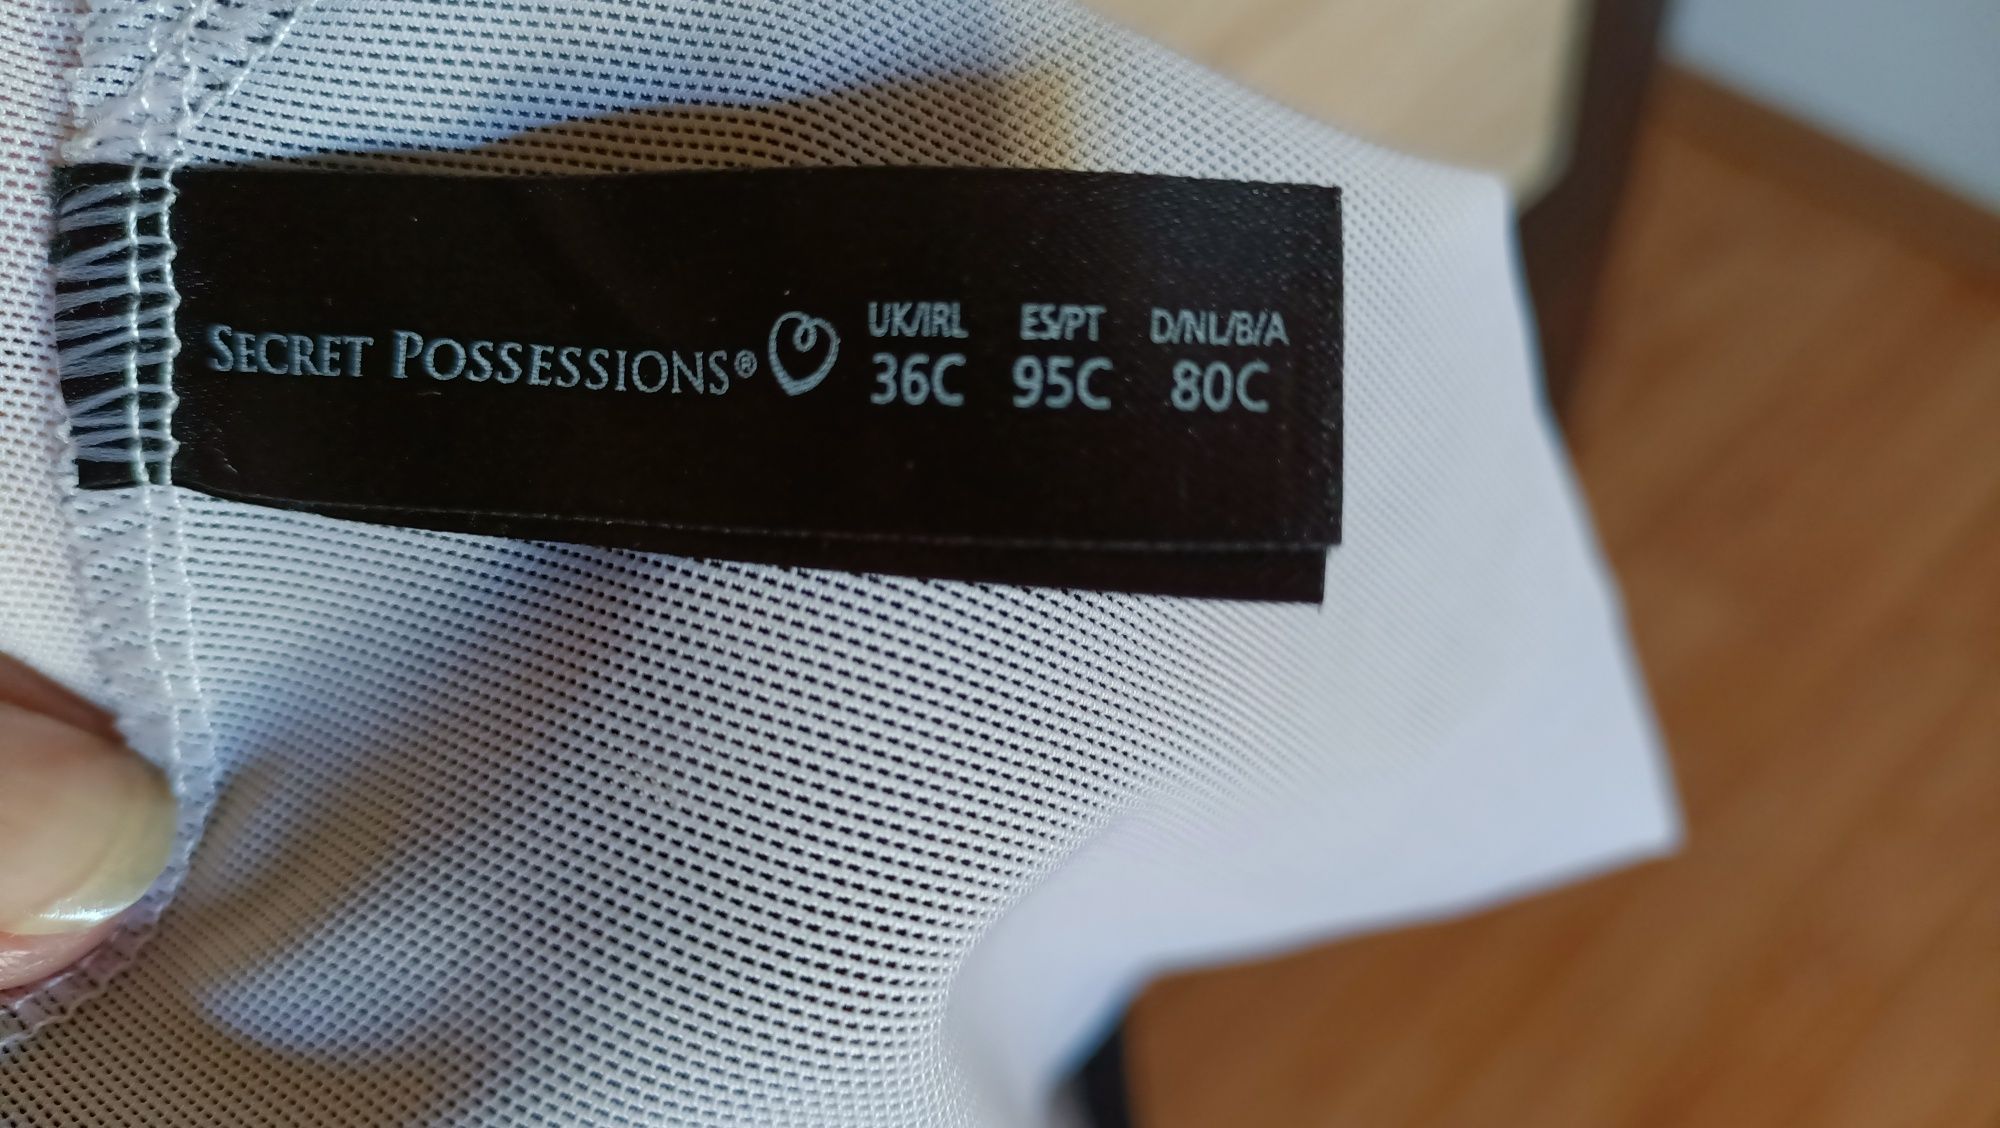 SECRET POSSESSIONS®
UK/IRL ES/PT D/NL/B/A
36C 95C 80C